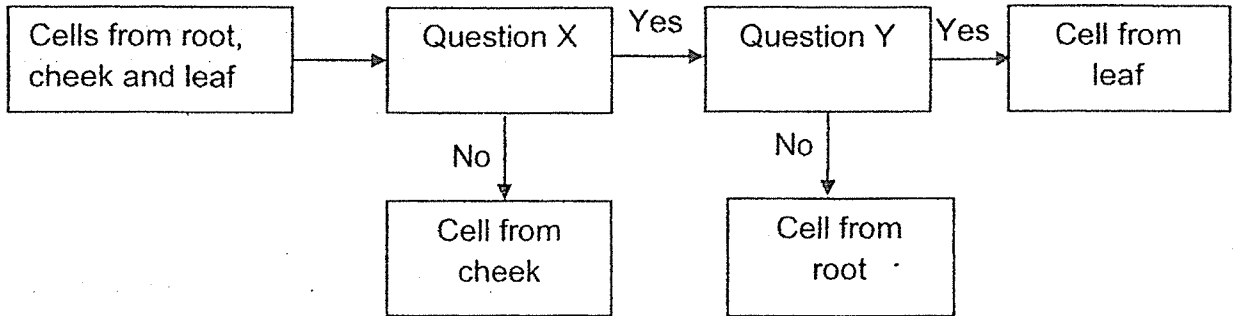 Cells from root,
cheek and leaf
Question X
Yes
Question Y
Yes
Cell from
leaf
No
No
Cell from
cheek
Cell from
root